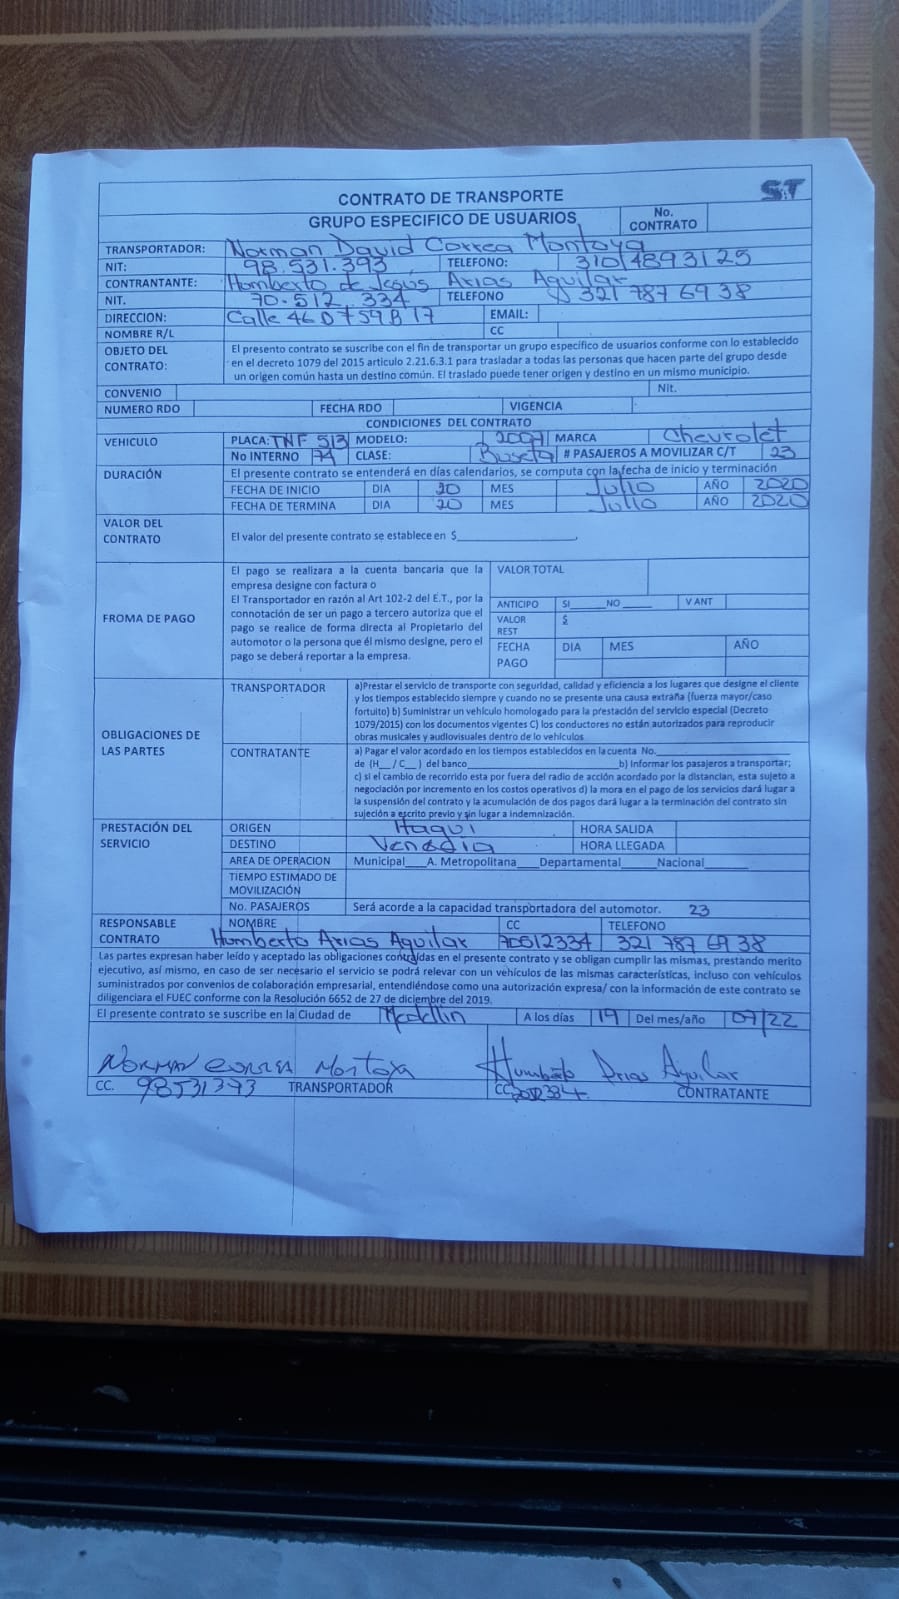 ST
CONTRATO DE TRANSPORTE
GRUPO ESPECIFICO DE USUARIOS
No. CONTRATO
TRANSPORTADOR: Norman David Correa Montoya
NIT: 98.531.393 TELEFONO: 310 4893125
CONTRANTANTE: Humberto de Jesus Arias Aguilar
NIT. 70.512.334 TELEFONO 321 787 69 38
DIRECCION: Calle 46 D # 59 B 17 EMAIL:
NOMBRE R/L CC
OBJETO DEL CONTRATO:
El presento contrato se suscribe con el fin de transportar un grupo especifico de usuarios conforme con lo establecido
en el decreto 1079 del 2015 articulo 2.21.6.3.1 para trasladar a todas las personas que hacen parte del grupo desde
un origen común hasta un destino común. El traslado puede tener origen y destino en un mismo municipio.
CONVENIO Nit.
NUMERO RDO FECHA RDO VIGENCIA
CONDICIONES DEL CONTRATO
VEHICULO PLACA: TNF 513 MODELO: 2007 MARCA Chevrolet
No INTERNO 74 CLASE: Buseta # PASAJEROS A MOVILIZAR C/T 23
DURACIÓN El presente contrato se entenderá en días calendarios, se computa con la fecha de inicio y terminación
FECHA DE INICIO DIA 20 MES Julio AÑO 2020
FECHA DE TERMINA DIA 20 MES Julio AÑO 2020
VALOR DEL CONTRATO
El valor del presente contrato se establece en $
FROMA DE PAGO
El pago se realizara a la cuenta bancaria que la
empresa designe con factura o
El Transportador en razón al Art 102-2 del E.T., por la
connotación de ser un pago a tercero autoriza que el
pago se realice de forma directa al Propietario del
automotor o la persona que él mismo designe, pero el
pago se deberá reportar a la empresa.
VALOR TOTAL
ANTICIPO SI____NO____ V ANT
VALOR REST $
FECHA PAGO DIA MES AÑO
OBLIGACIONES DE LAS PARTES
TRANSPORTADOR
a)Prestar el servicio de transporte con seguridad, calidad y eficiencia a los lugares que designe el cliente
y los tiempos establecido siempre y cuando no se presente una causa extraña (fuerza mayor/caso
fortuito) b) Suministrar un vehículo homologado para la prestación del servicio especial (Decreto
1079/2015) con los documentos vigentes C) los conductores no están autorizados para reproducir
obras musicales y audiovisuales dentro de lo vehículos
CONTRATANTE
a) Pagar el valor acordado en los tiempos establecidos en la cuenta No.
de (H__/ C__) del banco____b) Informar los pasajeros a transportar;
c) si el cambio de recorrido esta por fuera del radio de acción acordado por la distancian, esta sujeto a
negociación por incremento en los costos operativos d) la mora en el pago de los servicios dará lugar a
la suspensión del contrato y la acumulación de dos pagos dará lugar a la terminación del contrato sin
sujeción a escrito previo y sin lugar a indemnización.
PRESTACIÓN DEL SERVICIO
ORIGEN Itagui HORA SALIDA
DESTINO Venecia HORA LLEGADA
AREA DE OPERACION Municipal____A. Metropolitana____Departamental____Nacional____
TIEMPO ESTIMADO DE MOVILIZACIÓN
No. PASAJEROS Será acorde a la capacidad transportadora del automotor. 23
RESPONSABLE CONTRATO
NOMBRE CC TELEFONO
Humberto Arias Aguilar 70512334 321 787 69 38
Las partes expresan haber leído y aceptado las obligaciones contraídas en el presente contrato y se obligan cumplir las mismas, prestando merito
ejecutivo, así mismo, en caso de ser necesario el servicio se podrá relevar con un vehículos de las mismas características, incluso con vehículos
suministrados por convenios de colaboración empresarial, entendiéndose como una autorización expresa/ con la información de este contrato se
diligenciara el FUEC conforme con la Resolución 6652 de 27 de diciembre del 2019.
El presente contrato se suscribe en la Ciudad de Medellin A los días 19 Del mes/año 07/22
Norman Correa Montoya Humberto Arias Aguilar
CC. 98531393 TRANSPORTADOR CC CONTRATANTE